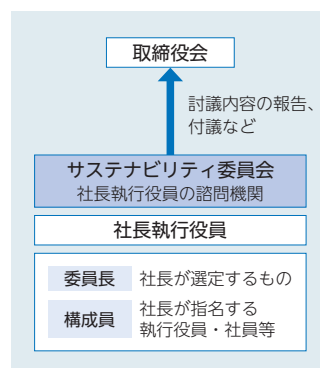 取締役会
討議内容の報告、
付議など
サステナビリティ委員会
社長執行役員の諮問機関
社長執行役員
委員長 社長が選定するもの
構成員 社長が指名する
執行役員・社員等